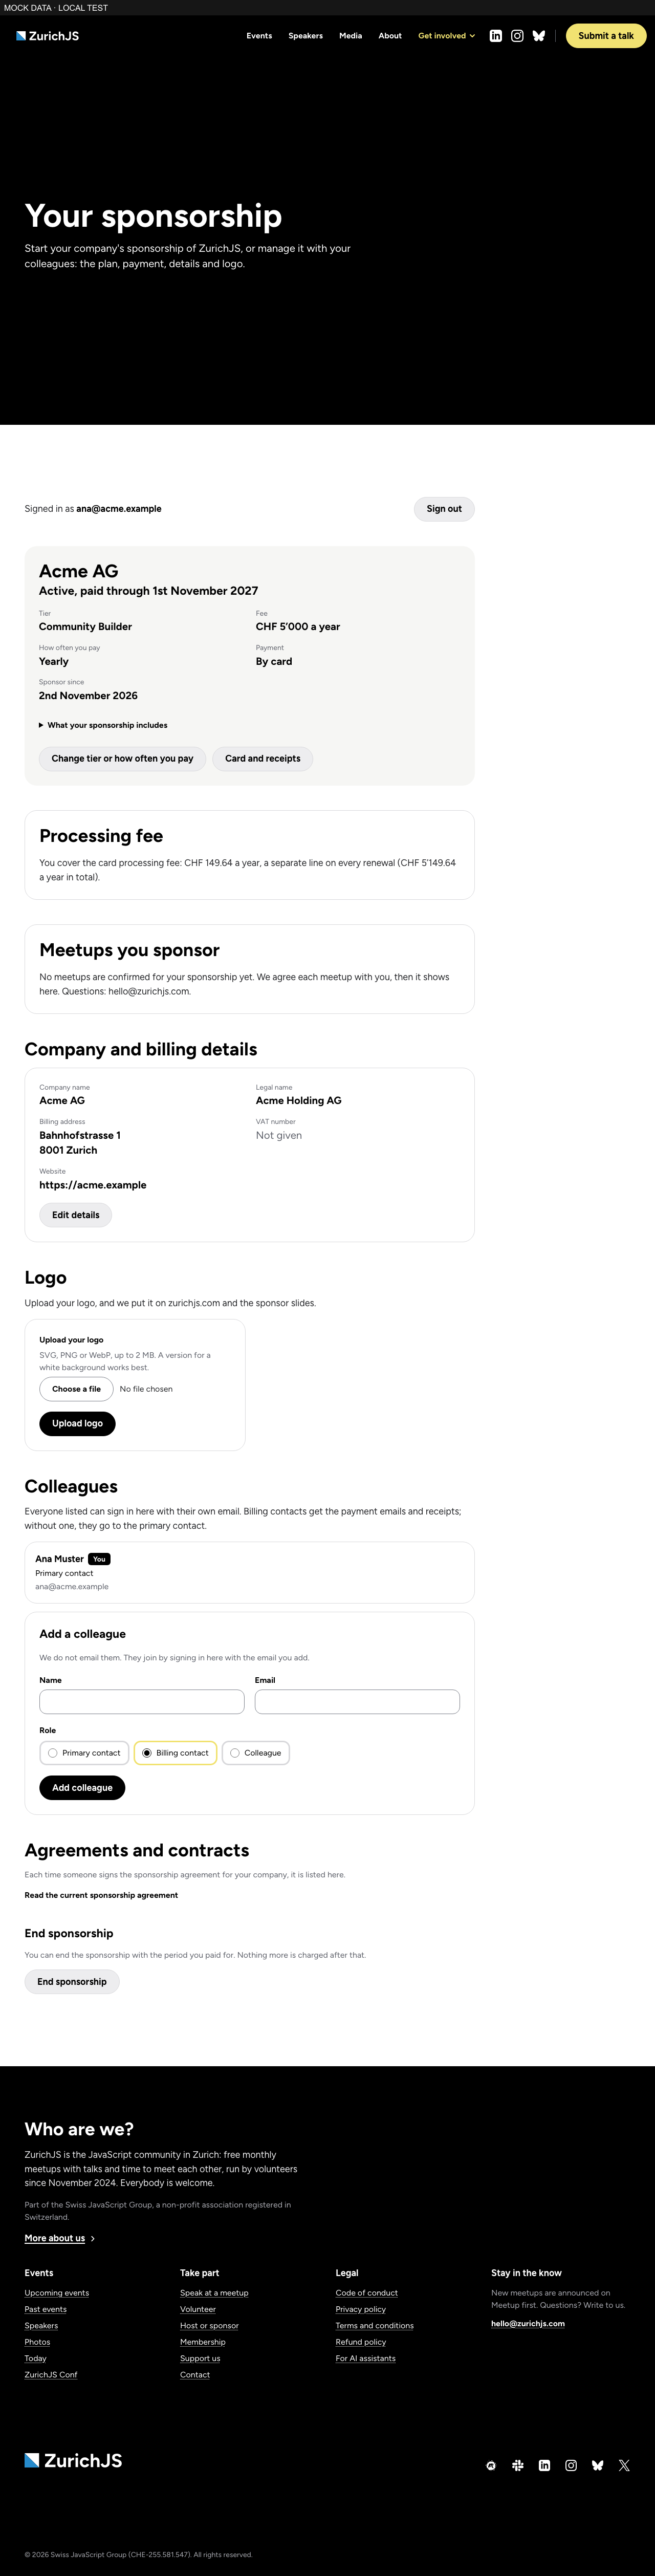 MOCK DATA · LOCAL TEST
ZurichJS
Events
Speakers
Media
About
Get involved
Submit a talk
Your sponsorship
Start your company's sponsorship of ZurichJS, or manage it with your
colleagues: the plan, payment, details and logo.
Signed in as ana@acme.example
Sign out
Acme AG
Active, paid through 1st November 2027
Tier
Community Builder
Fee
CHF 5’000 a year
How often you pay
Yearly
Payment
By card
Sponsor since
2nd November 2026
What your sponsorship includes
Change tier or how often you pay
Card and receipts
Processing fee
You cover the card processing fee: CHF 149.64 a year, a separate line on every renewal (CHF 5’149.64
a year in total).
Meetups you sponsor
No meetups are confirmed for your sponsorship yet. We agree each meetup with you, then it shows
here. Questions: hello@zurichjs.com.
Company and billing details
Company name
Acme AG
Legal name
Acme Holding AG
Billing address
Bahnhofstrasse 1
8001 Zurich
VAT number
Not given
Website
https://acme.example
Edit details
Logo
Upload your logo, and we put it on zurichjs.com and the sponsor slides.
Upload your logo
SVG, PNG or WebP, up to 2 MB. A version for a
white background works best.
Choose a file
No file chosen
Upload logo
Colleagues
Everyone listed can sign in here with their own email. Billing contacts get the payment emails and receipts;
without one, they go to the primary contact.
Ana Muster
You
Primary contact
ana@acme.example
Add a colleague
We do not email them. They join by signing in here with the email you add.
Name
Email
Role
Primary contact
Billing contact
Colleague
Add colleague
Agreements and contracts
Each time someone signs the sponsorship agreement for your company, it is listed here.
Read the current sponsorship agreement
End sponsorship
You can end the sponsorship with the period you paid for. Nothing more is charged after that.
End sponsorship
Who are we?
ZurichJS is the JavaScript community in Zurich: free monthly
meetups with talks and time to meet each other, run by volunteers
since November 2024. Everybody is welcome.
Part of the Swiss JavaScript Group, a non-profit association registered in
Switzerland.
More about us
Events
Upcoming events
Past events
Speakers
Photos
Today
ZurichJS Conf
Take part
Speak at a meetup
Volunteer
Host or sponsor
Membership
Support us
Contact
Legal
Code of conduct
Privacy policy
Terms and conditions
Refund policy
For AI assistants
Stay in the know
New meetups are announced on
Meetup first. Questions? Write to us.
hello@zurichjs.com
ZurichJS
© 2026 Swiss JavaScript Group (CHE-255.581.547). All rights reserved.